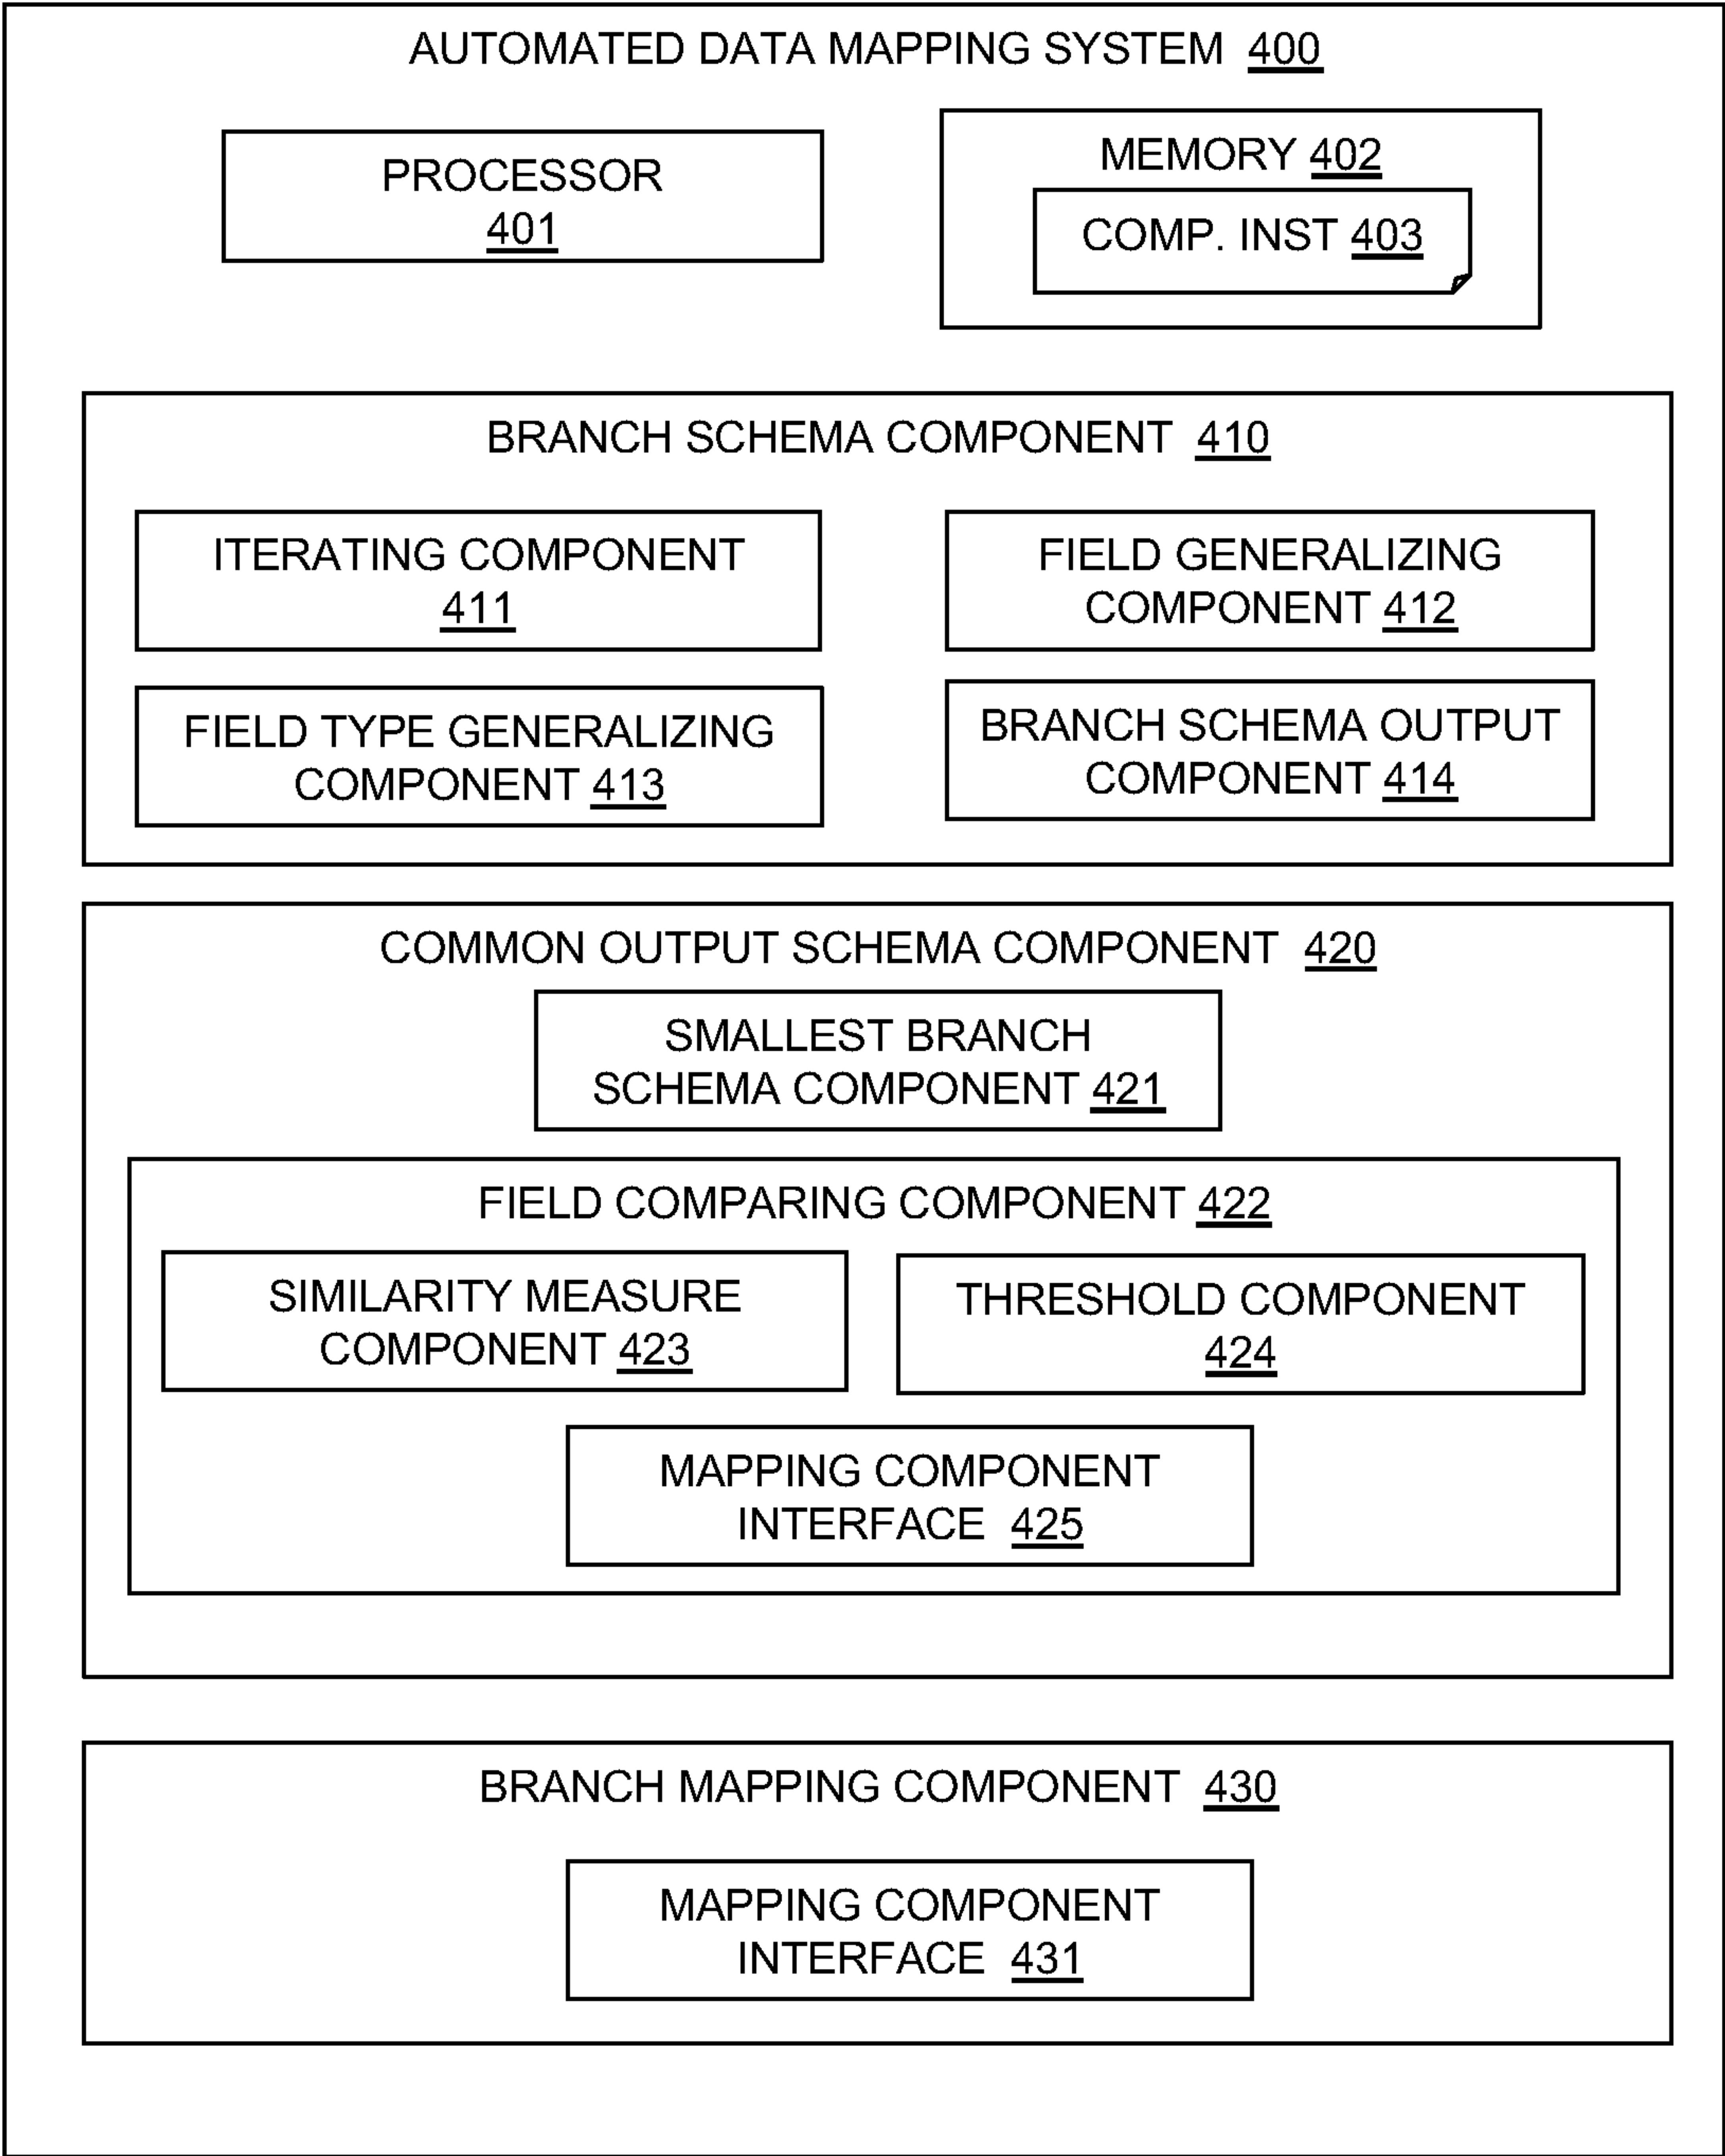 AUTOMATED DATA MAPPING SYSTEM 400
PROCESSOR
401
MEMORY 402
COMP. INST 403
BRANCH SCHEMA COMPONENT 410
ITERATING COMPONENT
411
FIELD GENERALIZING
COMPONENT 412
FIELD TYPE GENERALIZING
COMPONENT 413
BRANCH SCHEMA OUTPUT
COMPONENT 414
COMMON OUTPUT SCHEMA COMPONENT 420
SMALLEST BRANCH
SCHEMA COMPONENT 421
FIELD COMPARING COMPONENT 422
SIMILARITY MEASURE
COMPONENT 423
THRESHOLD COMPONENT
424
MAPPING COMPONENT
INTERFACE 425
BRANCH MAPPING COMPONENT 430
MAPPING COMPONENT
INTERFACE 431